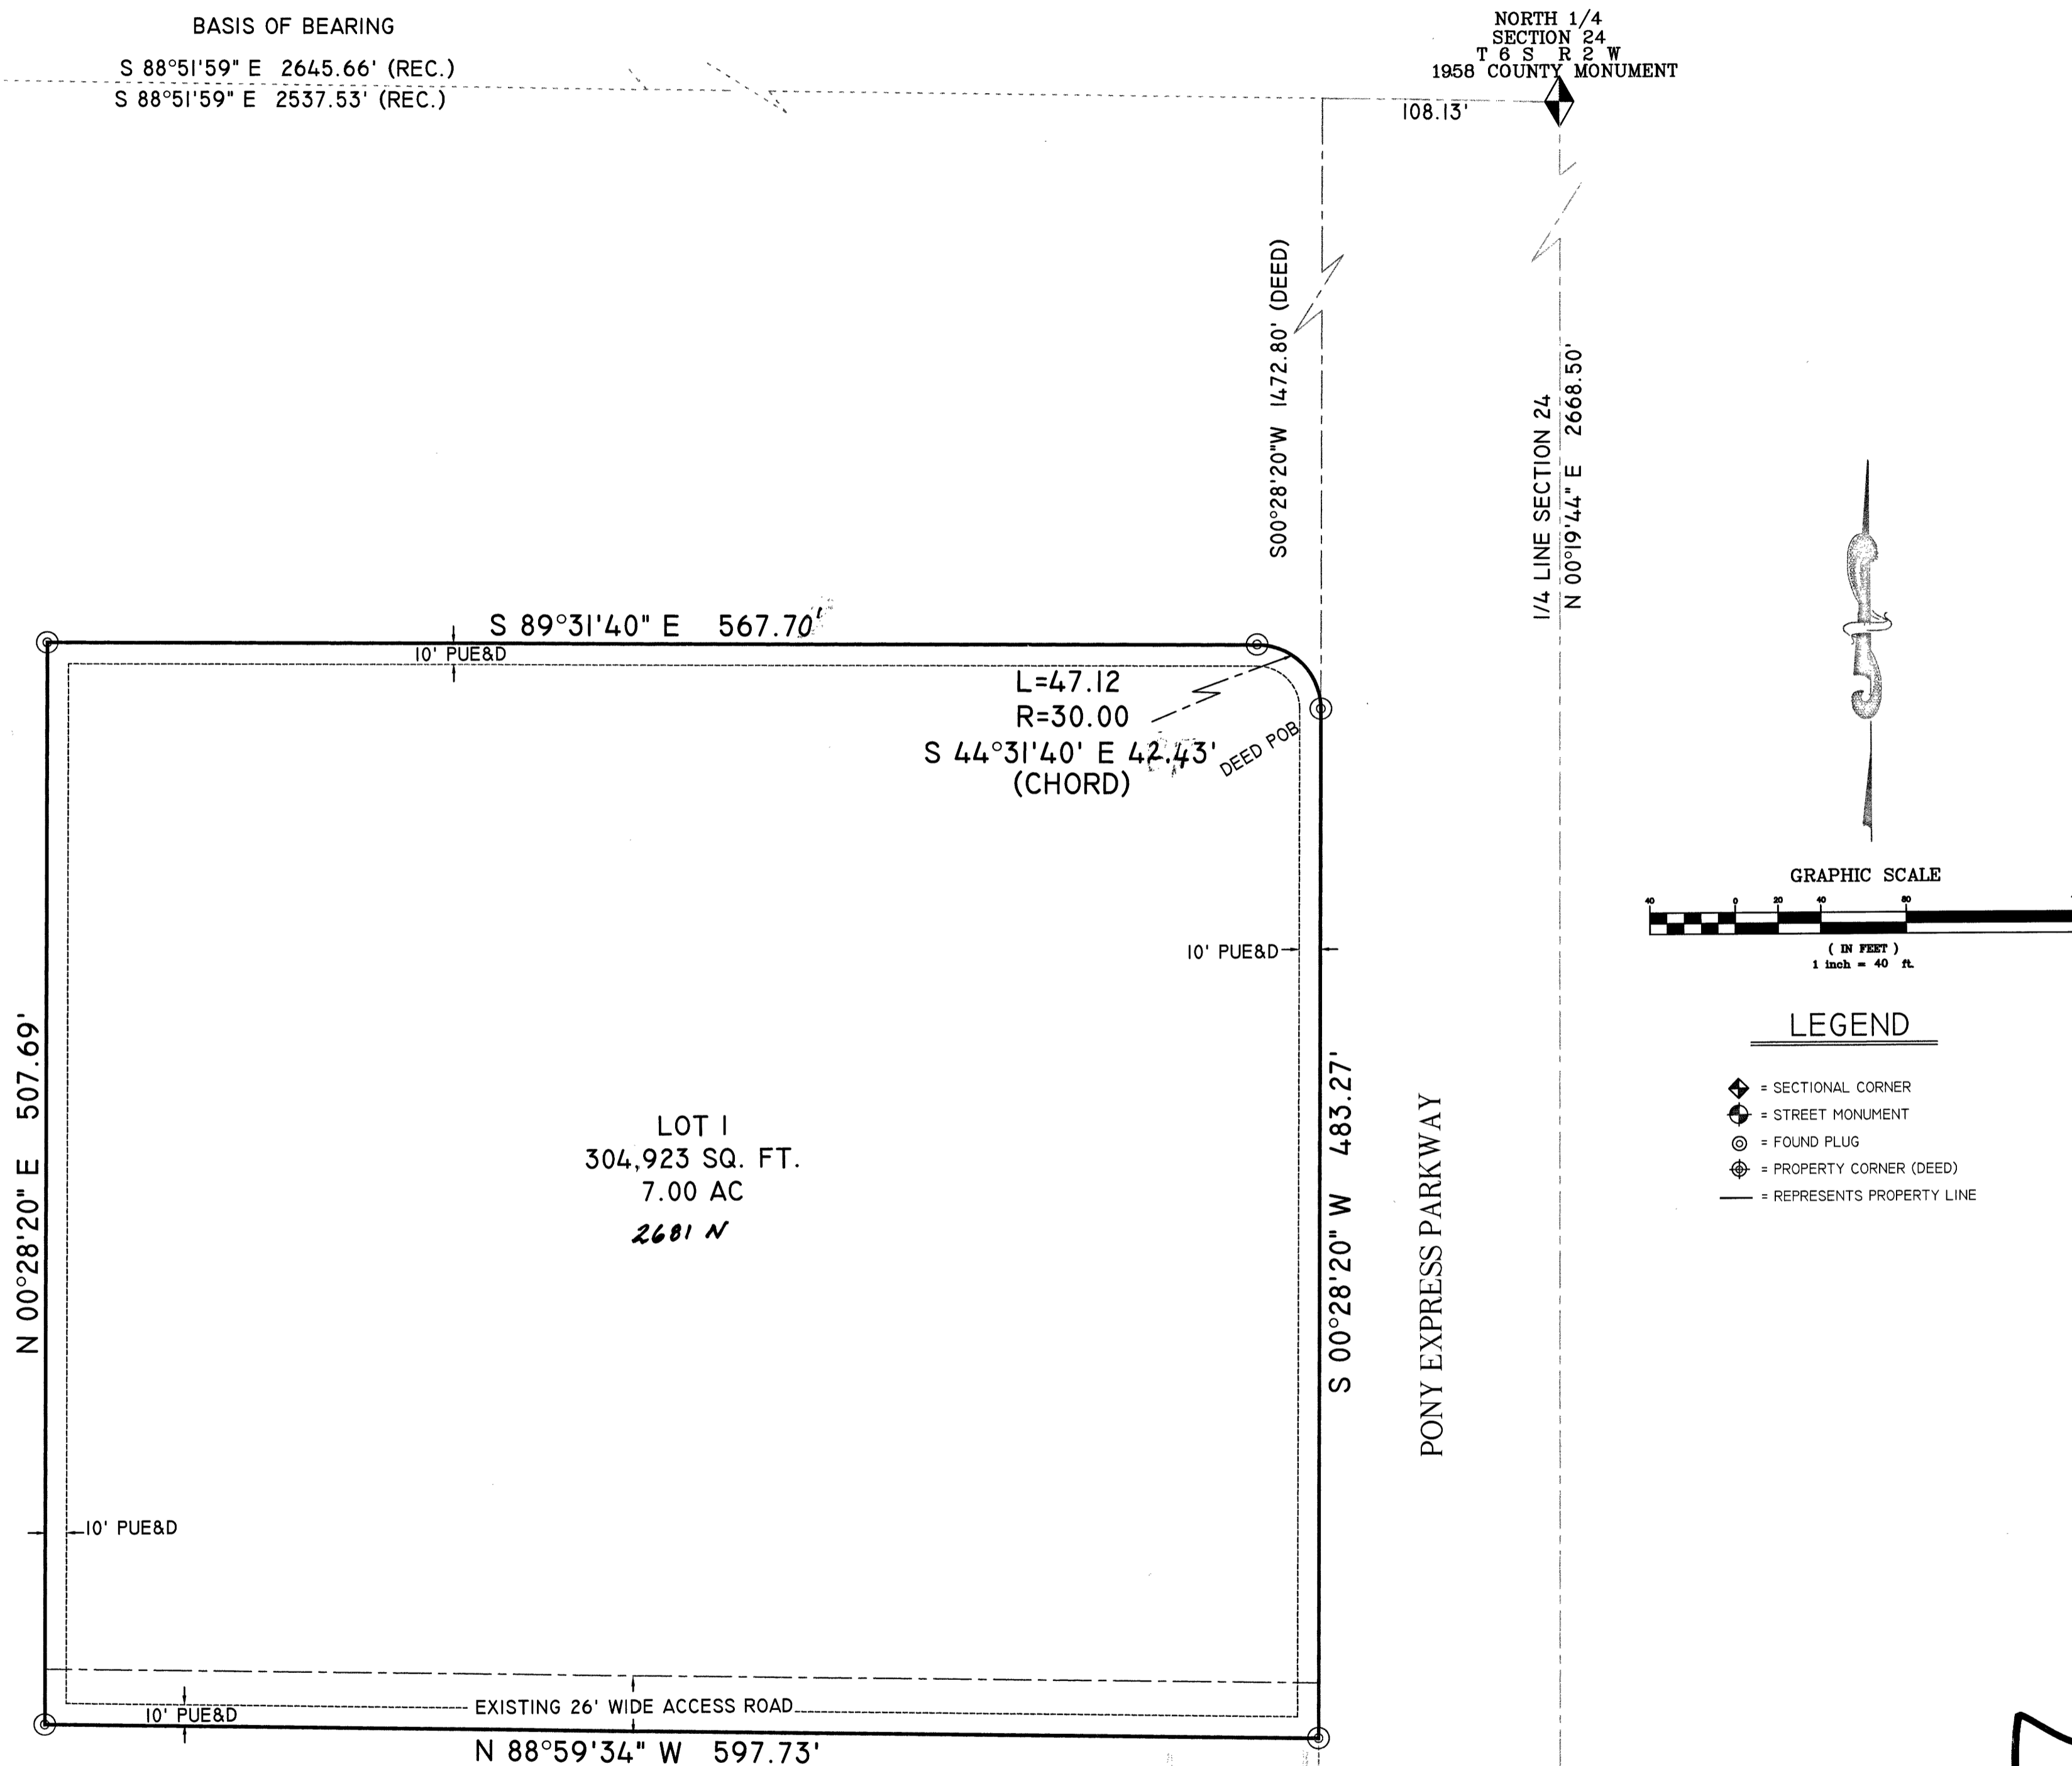 BASIS OF BEARING
S 88°51'59" E 2645.66' (REC.)
S 88°51'59" E 2537.53' (REC.)
NORTH 1/4
SECTION 24
T 6 S R 2 W
1958 COUNTY MONUMENT
108.13'
S00°28'20"W 1472.80' (DEED)
1/4 LINE SECTION 24
N 00°19'44" E 2668.50'
S 89°31'40" E 567.70'
10' PUE&D
L=47.12
R=30.00
S 44°31'40' E 42.43'
(CHORD)
DEED POB
GRAPHIC SCALE
40 0 20 40 80
( IN FEET )
1 inch = 40 ft.
10' PUE&D
LEGEND
= SECTIONAL CORNER
= STREET MONUMENT
= FOUND PLUG
= PROPERTY CORNER (DEED)
= REPRESENTS PROPERTY LINE
N 00°28'20" E 507.69'
LOT 1
304,923 SQ. FT.
7.00 AC
2681 N
S 00°28'20" W 483.27'
PONY EXPRESS PARKWAY
10' PUE&D
EXISTING 26' WIDE ACCESS ROAD
10' PUE&D
N 88°59'34" W 597.73'